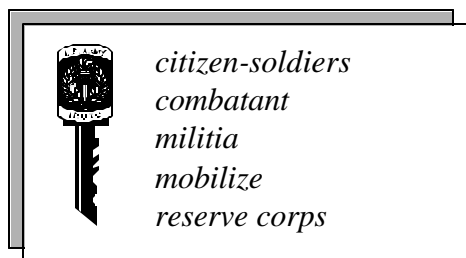 citizen-soldiers
combatant
militia
mobilize
reserve corps